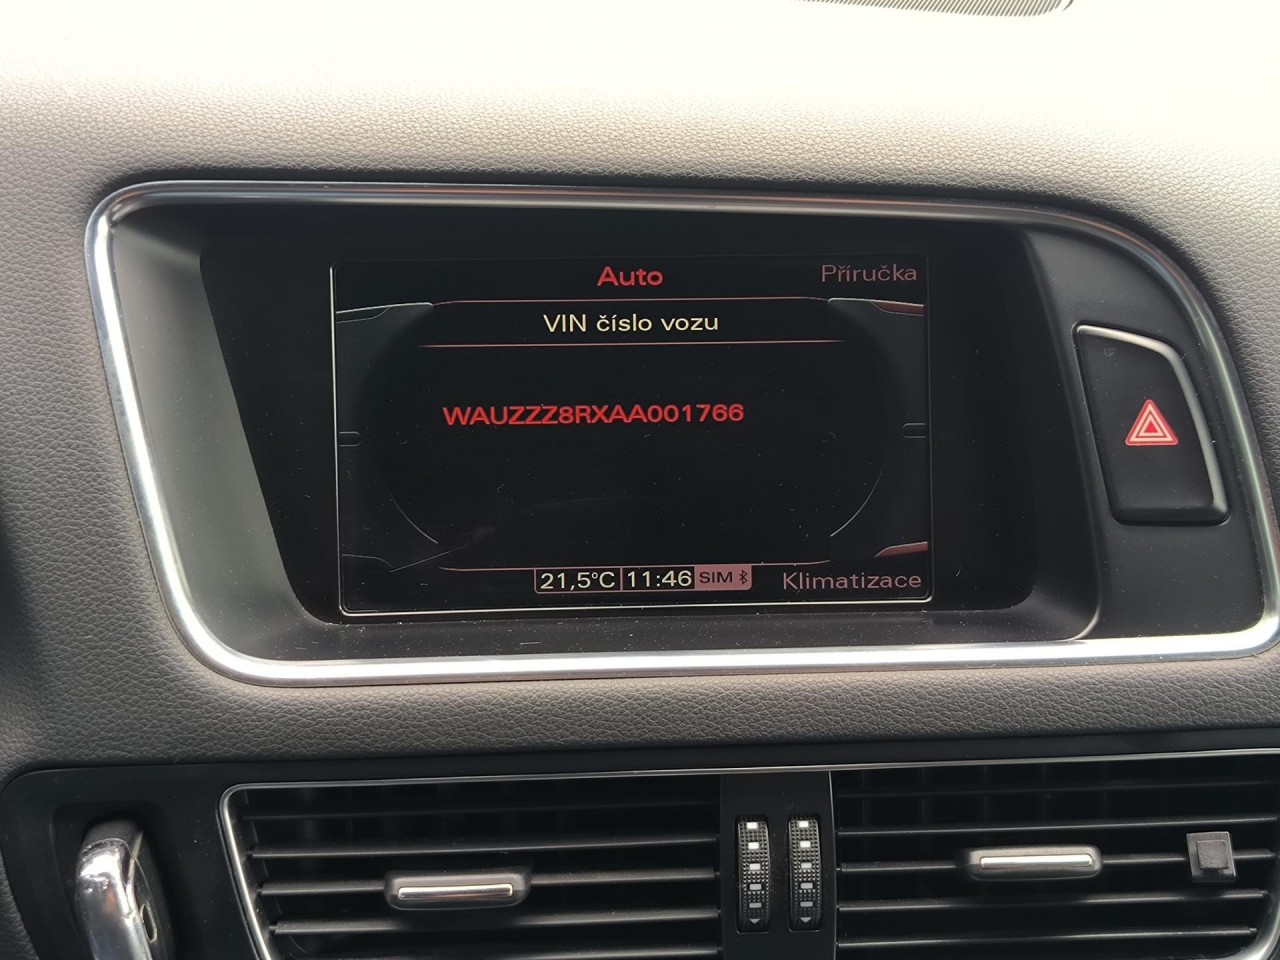 Auto
Příručka
VIN číslo vozu
WAUZZZ8RXAA001766
21,5°C 11:46 SIM
Klimatizace